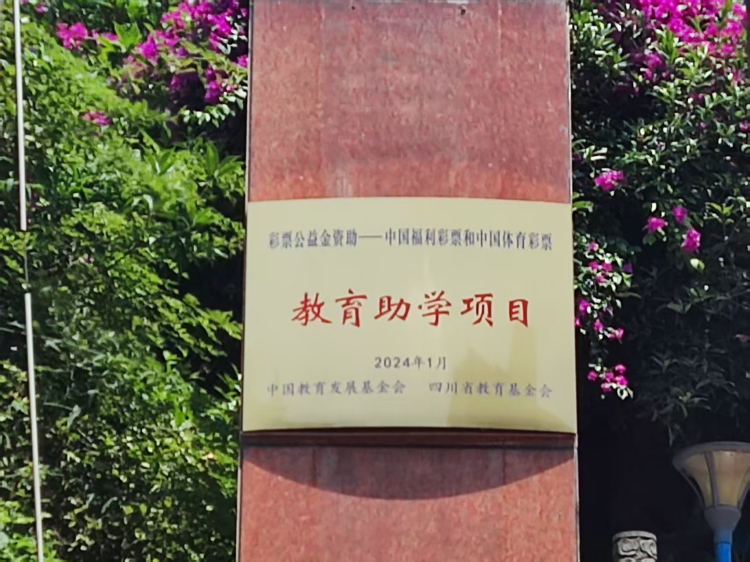 彩票公益金资助——中国福利彩票和中国体育彩票
教育助学项目
2024年1月
中国教育发展基金会 四川省教育基金会